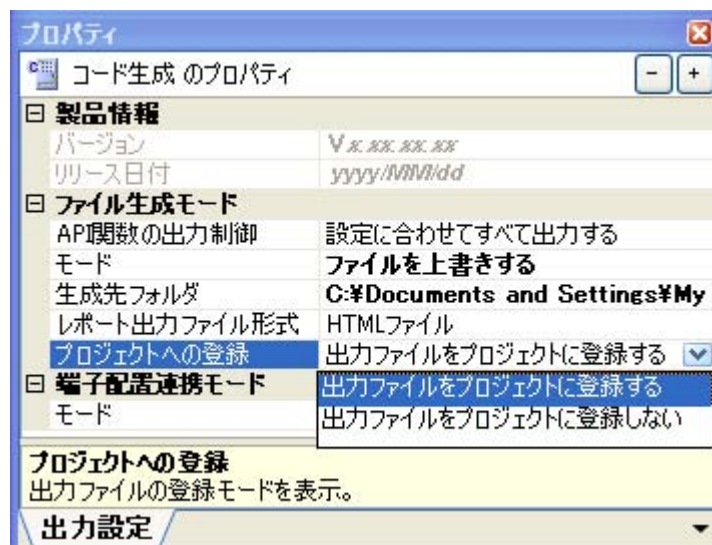 プロパティ
コード生成 のプロパティ
製品情報
バージョン Vx.xx.xx.xx
リリース日付 yyyy/MM/dd
ファイル生成モード
API関数の出力制御 設定に合わせてすべて出力する
モード ファイルを上書きする
生成先フォルダ C:¥Documents and Settings¥My
レポート出力ファイル形式 HTMLファイル
プロジェクトへの登録 出力ファイルをプロジェクトに登録する
端子配置連携モード 出力ファイルをプロジェクトに登録する
モード 出力ファイルをプロジェクトに登録しない
プロジェクトへの登録
出力ファイルの登録モードを表示。
出力設定